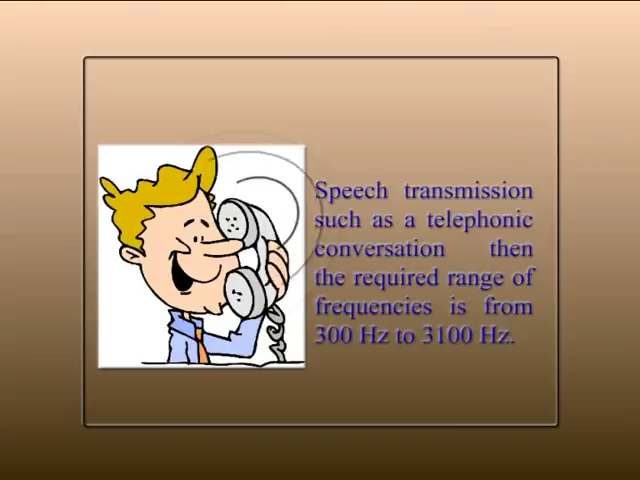 Speech transmission
such as a telephonic
conversation then
the required range of
frequencies is from
300 Hz to 3100 Hz.